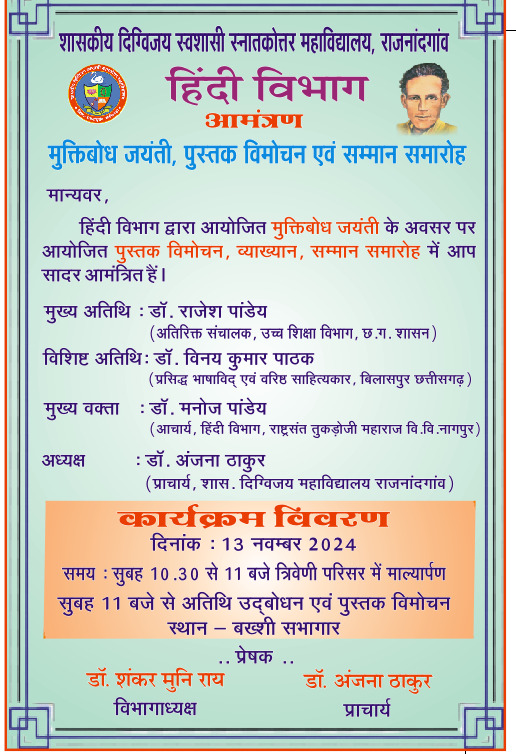 शासकीय दिग्विजय स्वशासी स्नातकोत्तर महाविद्यालय, राजनांदगांव
हिंदी विभाग
आमंत्रण
मुक्तिबोध जयंती, पुस्तक विमोचन एवं सम्मान समारोह
मान्यवर,
हिंदी विभाग द्वारा आयोजित मुक्तिबोध जयंती के अवसर पर
आयोजित पुस्तक विमोचन, व्याख्यान, सम्मान समारोह में आप
सादर आमंत्रित हैं।
मुख्य अतिथि : डॉ. राजेश पांडेय
(अतिरिक्त संचालक, उच्च शिक्षा विभाग, छ.ग. शासन)
विशिष्ट अतिथि : डॉ. विनय कुमार पाठक
(प्रसिद्ध भाषाविद् एवं वरिष्ठ साहित्यकार, बिलासपुर छत्तीसगढ़)
मुख्य वक्ता : डॉ. मनोज पांडेय
(आचार्य, हिंदी विभाग, राष्ट्रसंत तुकड़ोजी महाराज वि.वि.नागपुर)
अध्यक्ष : डॉ. अंजना ठाकुर
(प्राचार्य, शास. दिग्विजय महाविद्यालय राजनांदगांव)
कार्यक्रम विवरण
दिनांक : 13 नवम्बर 2024
समय : सुबह 10.30 से 11 बजे त्रिवेणी परिसर में माल्यार्पण
सुबह 11 बजे से अतिथि उद्‌बोधन एवं पुस्तक विमोचन
स्थान – बख्शी सभागार
.. प्रेषक ..
डॉ. शंकर मुनि राय डॉ. अंजना ठाकुर
विभागाध्यक्ष प्राचार्य